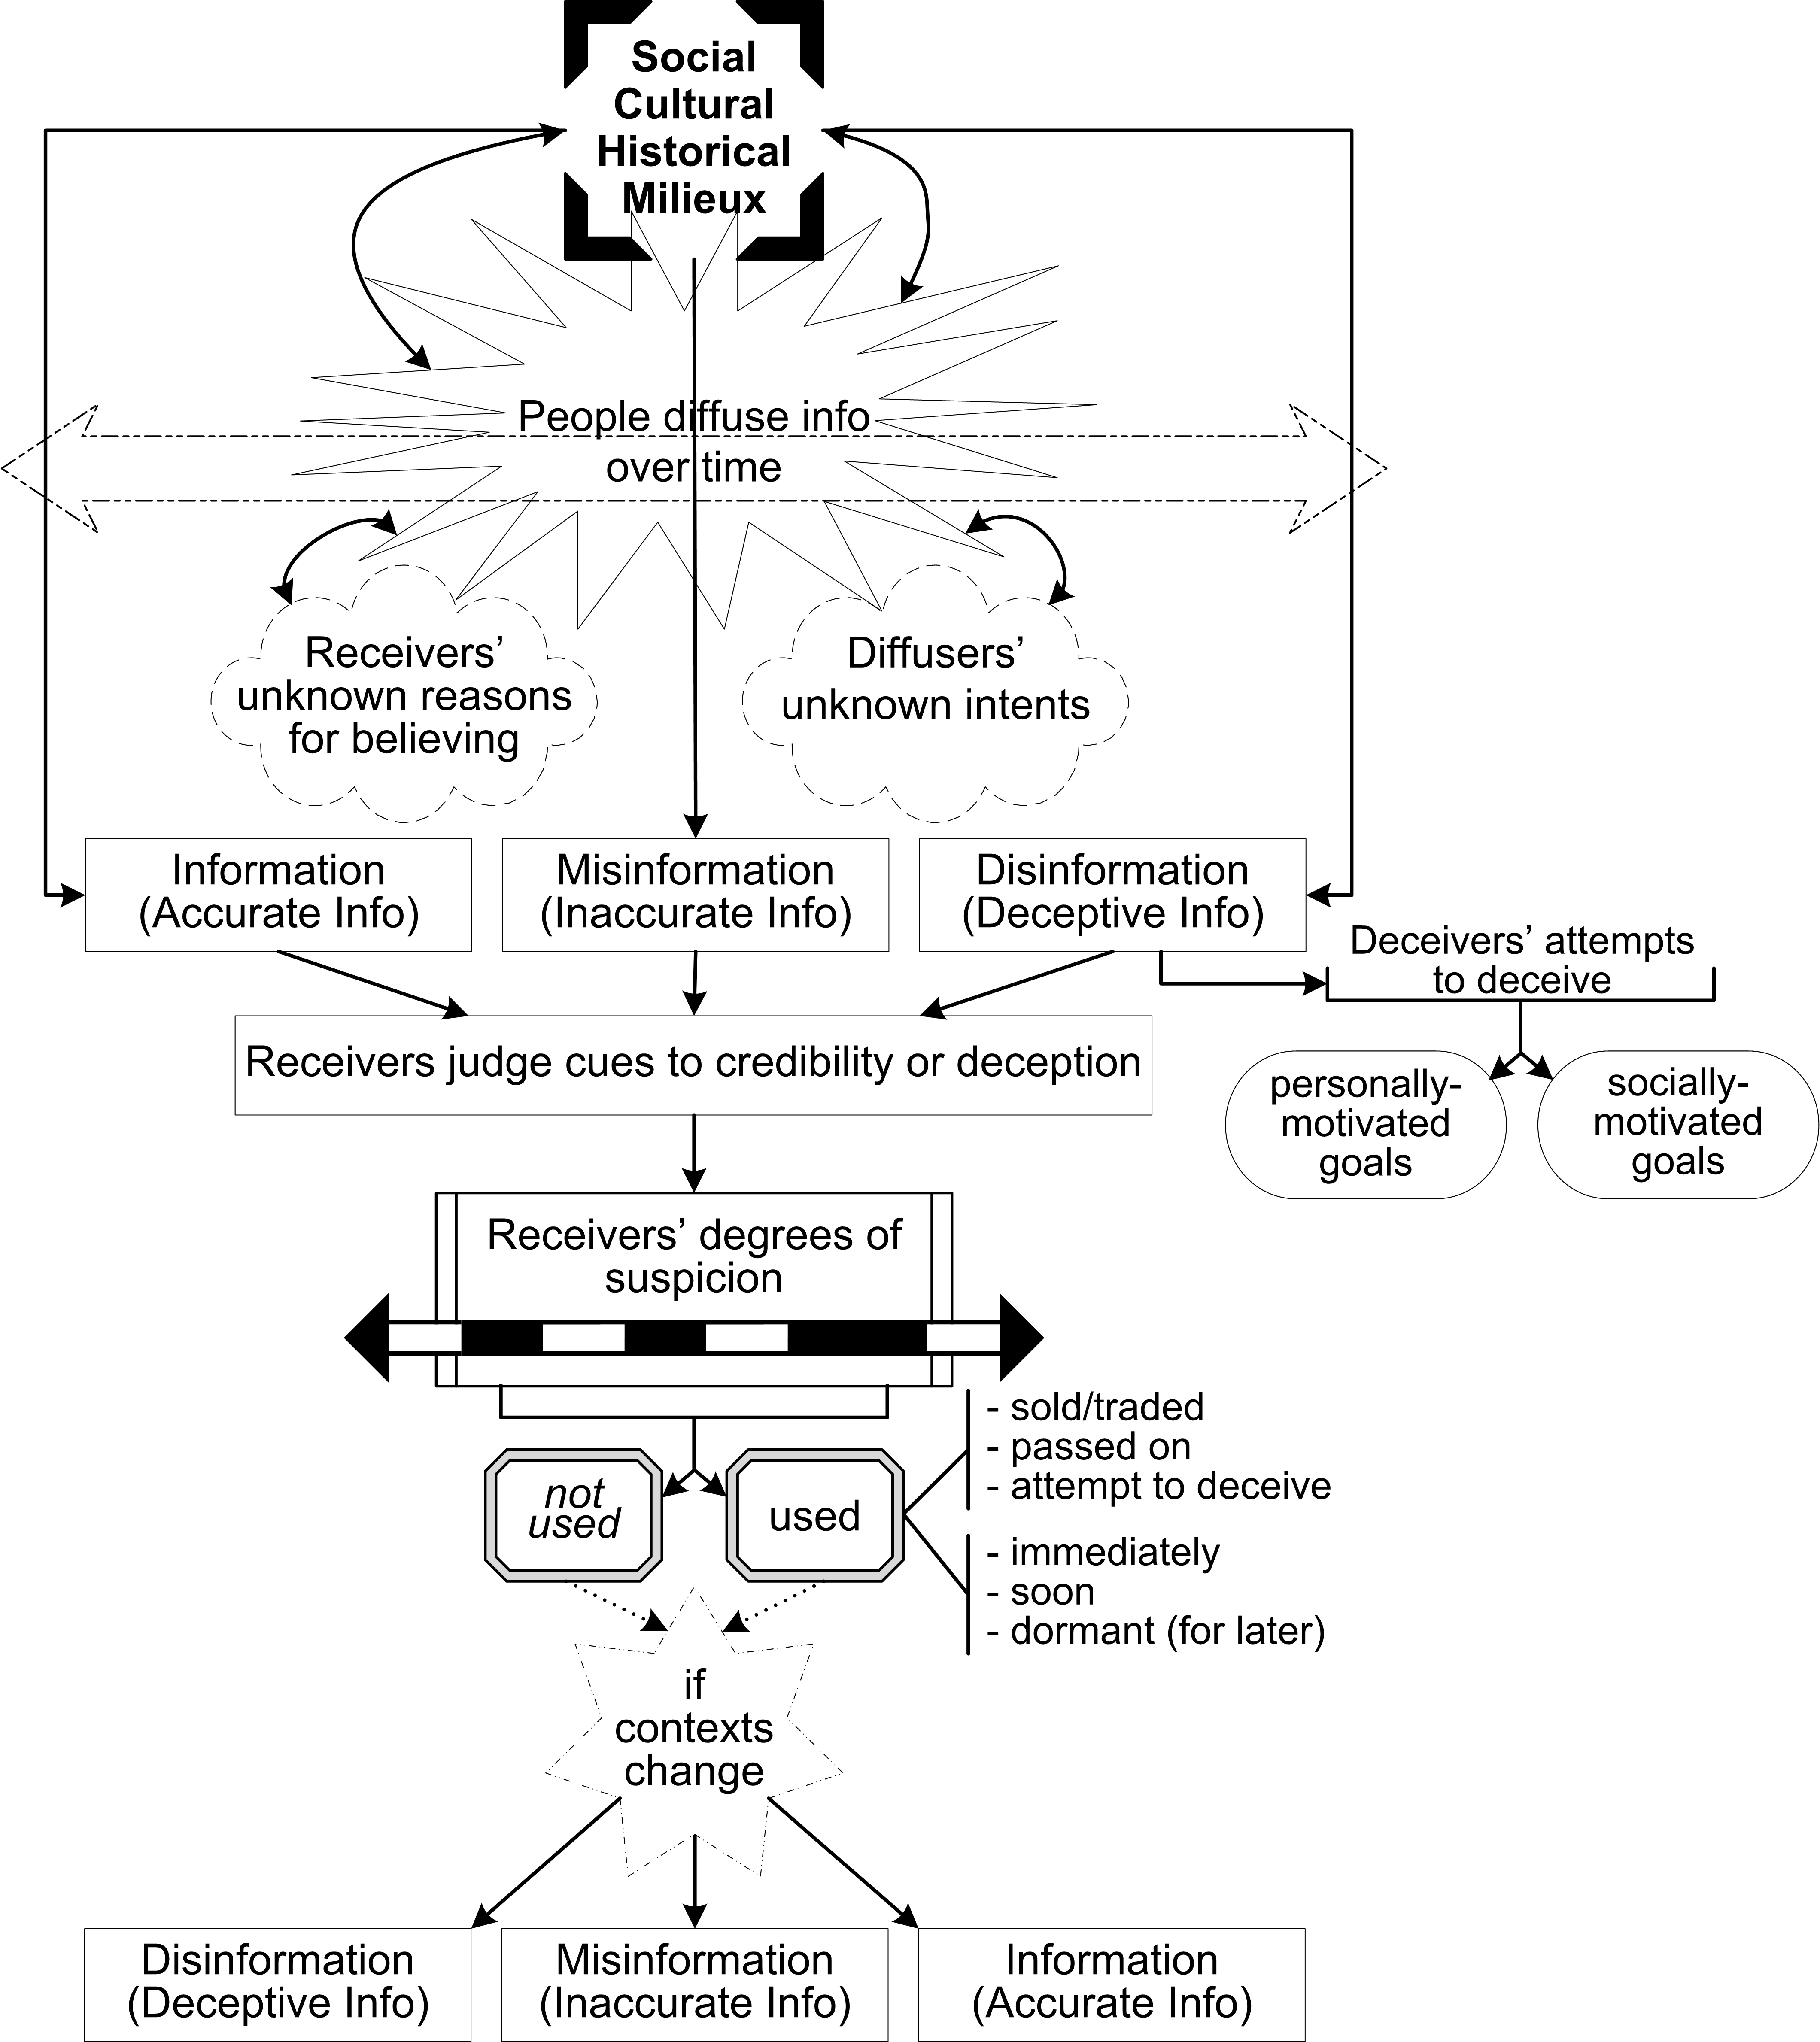 Social
Cultural
Historical
Milieux
People diffuse info
over time
Receivers’
unknown reasons
for believing
Diffusers’
unknown intents
Information
(Accurate Info)
Misinformation
(Inaccurate Info)
Disinformation
(Deceptive Info)
Deceivers’ attempts
to deceive
Receivers judge cues to credibility or deception
personally-
motivated
goals
socially-
motivated
goals
Receivers’ degrees of
suspicion
not
used
used
- sold/traded
- passed on
- attempt to deceive
- immediately
- soon
- dormant (for later)
if
contexts
change
Disinformation
(Deceptive Info)
Misinformation
(Inaccurate Info)
Information
(Accurate Info)